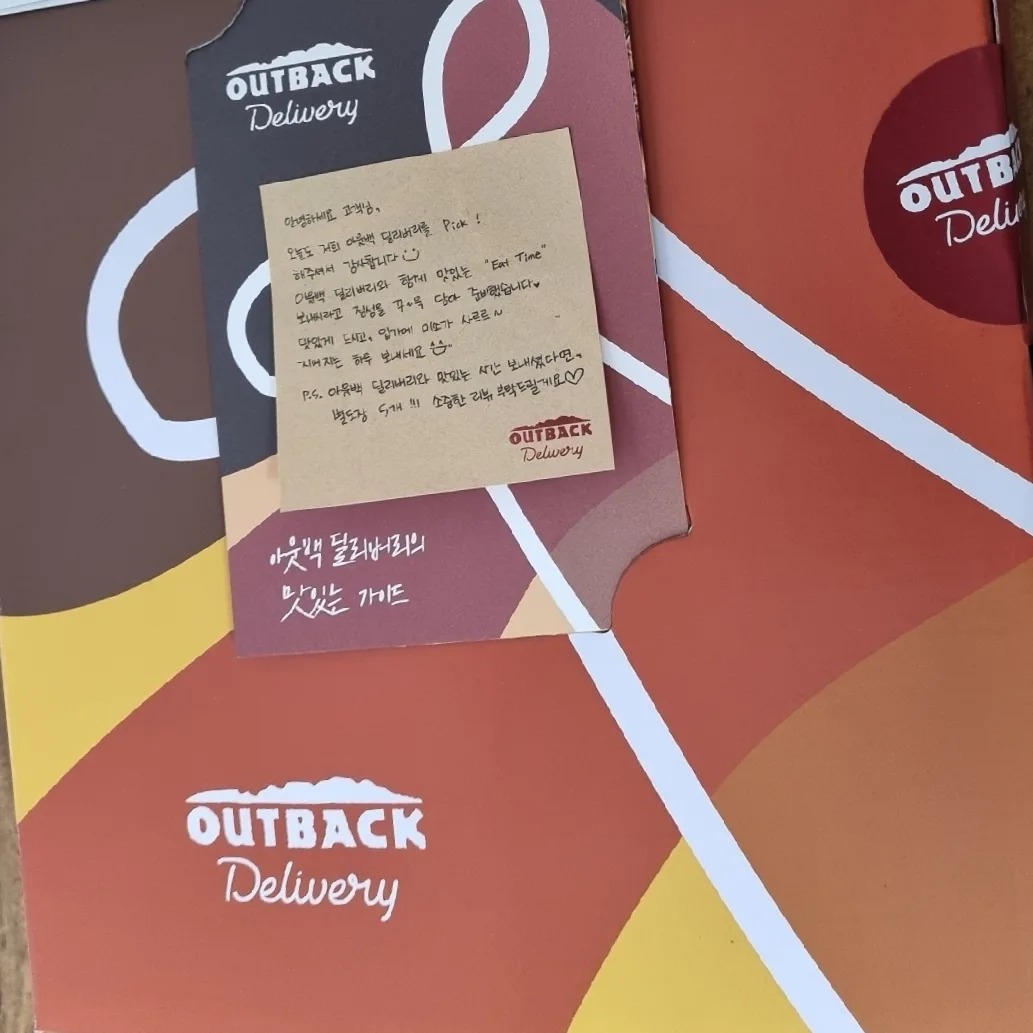 OUTBACK
Delivery
OUTB
Deliv
안녕하세요 고객님,
오늘도 저희 아웃백 딜리버리를 Pick !
해주셔서 감사합니다
아웃백 딜리버리와 함께 맛있는 "Eat Time"
보내시라고 정성을 꾸~욱 담아 준비했습니다♥
맛있게 드시고, 입가에 미소가 사르르~
지는 하루 보내세요 ^^
P.S. 아웃백 딜리버리와 맛있는 시간 보내셨다면,
별도장 5개 !!! 소중한 리뷰 부탁드릴게요♡
OUTBACK
Delivery
아웃백 딜리버리의
맛있는 가이드
OUTBACK
Delivery